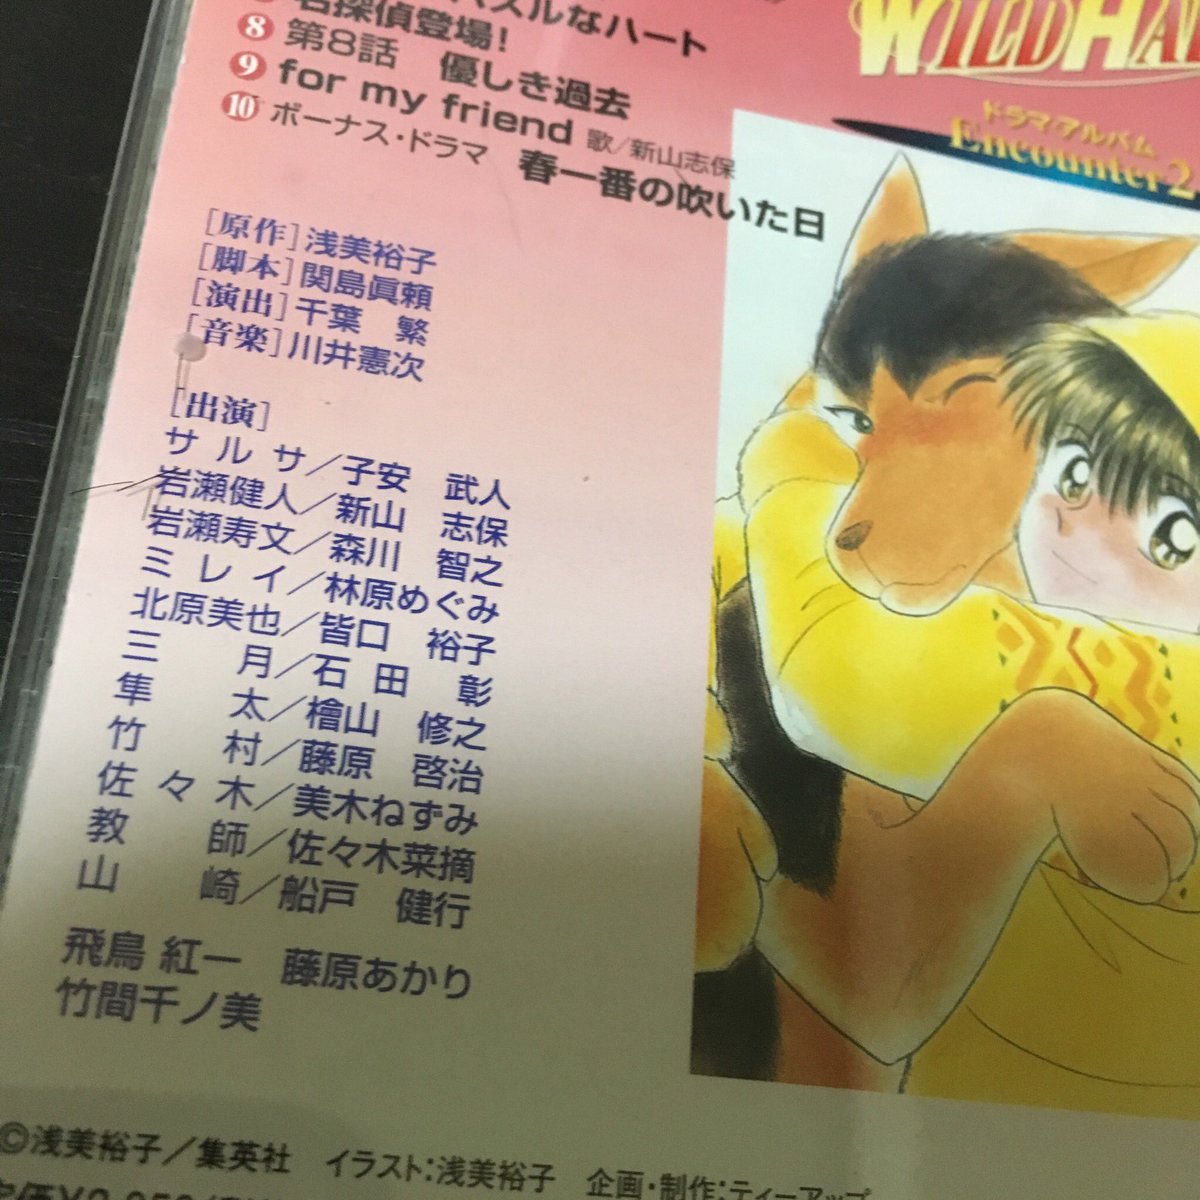 パズルなハート
名探偵登場!
8 第8話 優しき過去
9 for my friend 歌/新山志保
10 ボーナス・ドラマ 春一番の吹いた日
WILD HA
ドラマ・アルバム
Encounter2
[原作]浅美裕子
[脚本]関島眞頼
[演出]千葉 繁
[音楽]川井憲次
[出演]
サルサ/子安 武人
岩瀬健人/新山 志保
岩瀬寿文/森川 智之
ミレイ/林原めぐみ
北原美也/皆口 裕子
三月/石田 彰
隼太/檜山 修之
竹村/藤原 啓治
佐々木/美木ねずみ
教師/佐々木菜摘
山崎/船戸 健行
飛鳥 紅一 藤原あかり
竹間千ノ美
©浅美裕子/集英社 イラスト:浅美裕子 企画・制作:ティーアップ